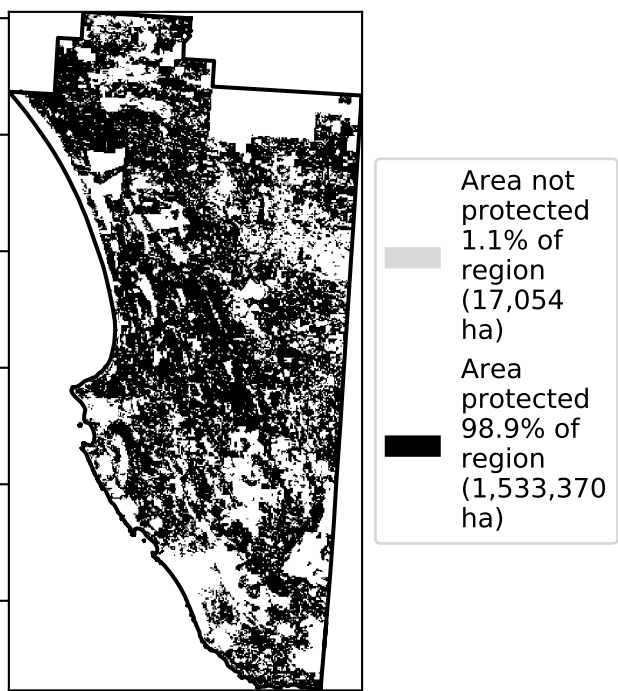 Area not
protected
1.1% of
region
(17,054
ha)
Area
protected
98.9% of
region
(1,533,370
ha)